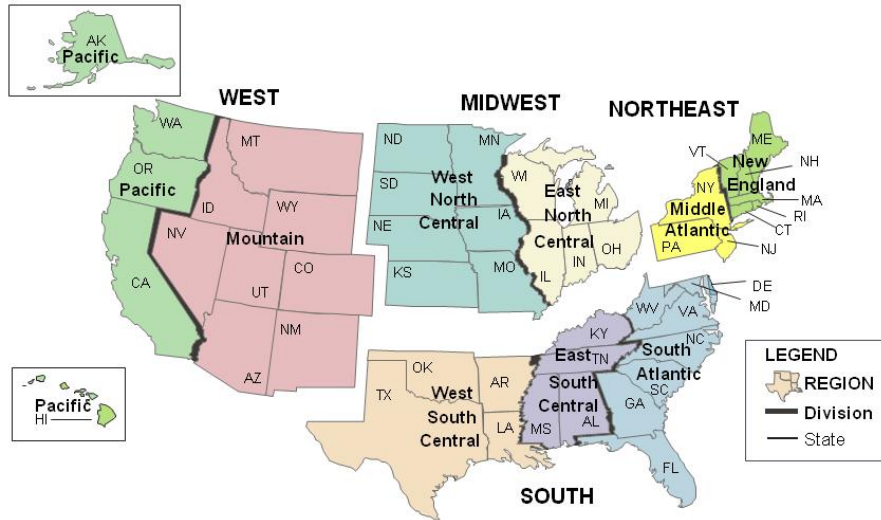 AK
Pacific
WEST
MIDWEST
NORTHEAST
WA
OR
Pacific
CA
MT
ID
WY
NV
Mountain
UT
CO
AZ
NM
ND
MN
SD
West
North
Central
NE
IA
KS
MO
WI
MI
East
North
Central
IL
IN
OH
ME
VT
New
England
NH
MA
RI
CT
NY
Middle
Atlantic
PA
NJ
DE
MD
WV
VA
NC
South
Atlantic
SC
GA
FL
KY
East
TN
South
Central
MS
AL
OK
TX
AR
West
South
Central
LA
SOUTH
Pacific
HI
LEGEND
REGION
Division
State